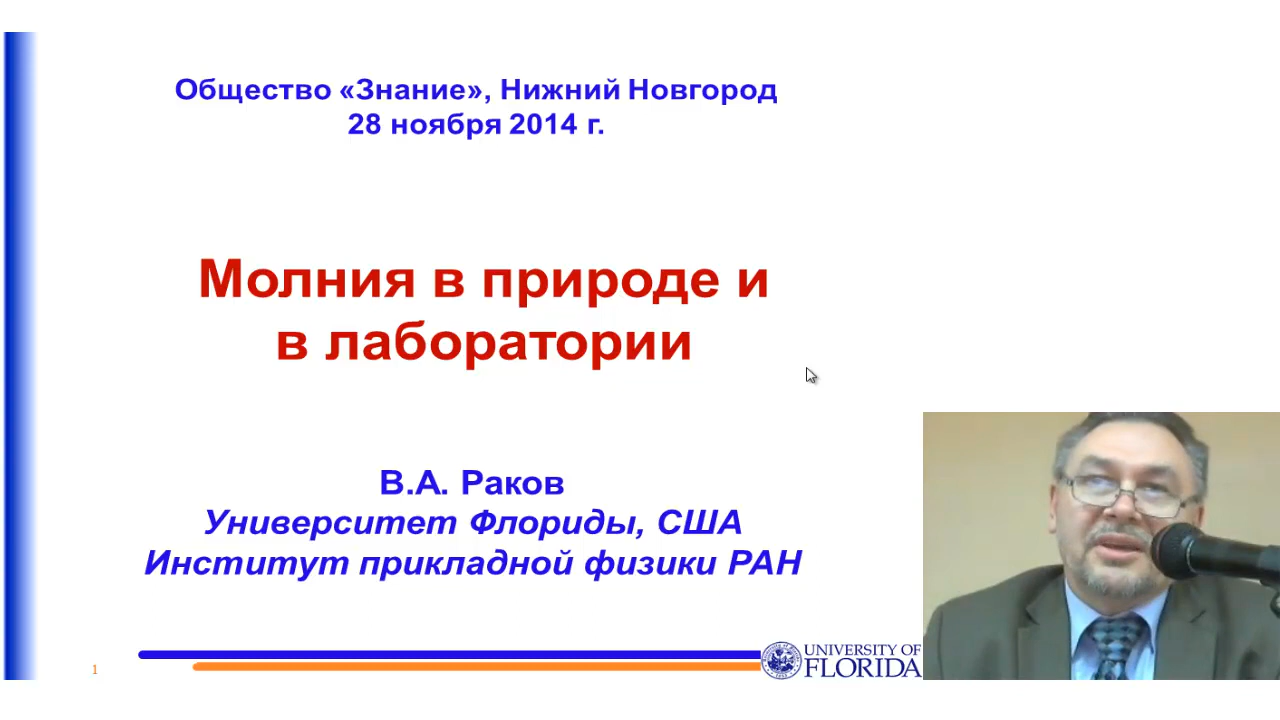 Общество «Знание», Нижний Новгород
28 ноября 2014 г.
Молния в природе и
в лаборатории
В.А. Раков
Университет Флориды, США
Институт прикладной физики РАН
1
UNIVERSITY OF
FLORIDA